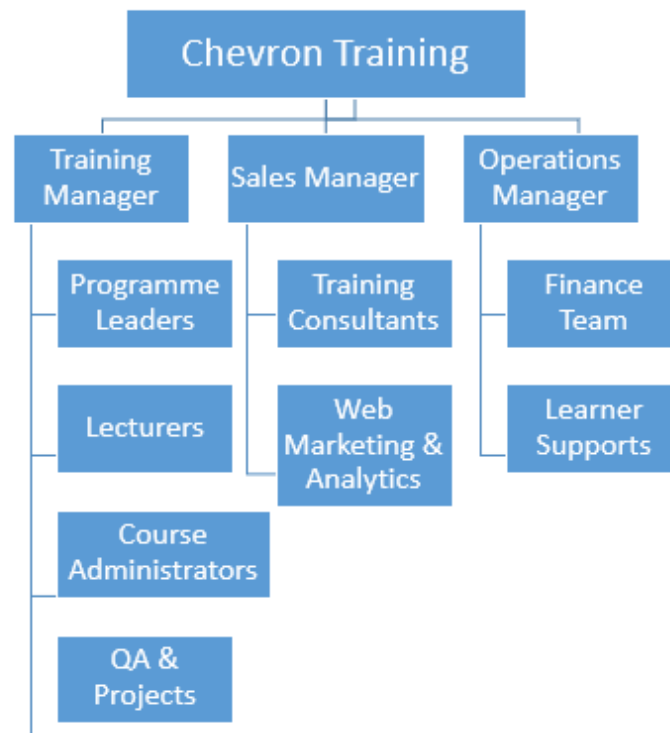 Chevron Training
Training
Manager
Sales Manager
Operations
Manager
Programme
Leaders
Training
Consultants
Finance
Team
Lecturers
Web
Marketing &
Analytics
Learner
Supports
Course
Administrators
QA &
Projects